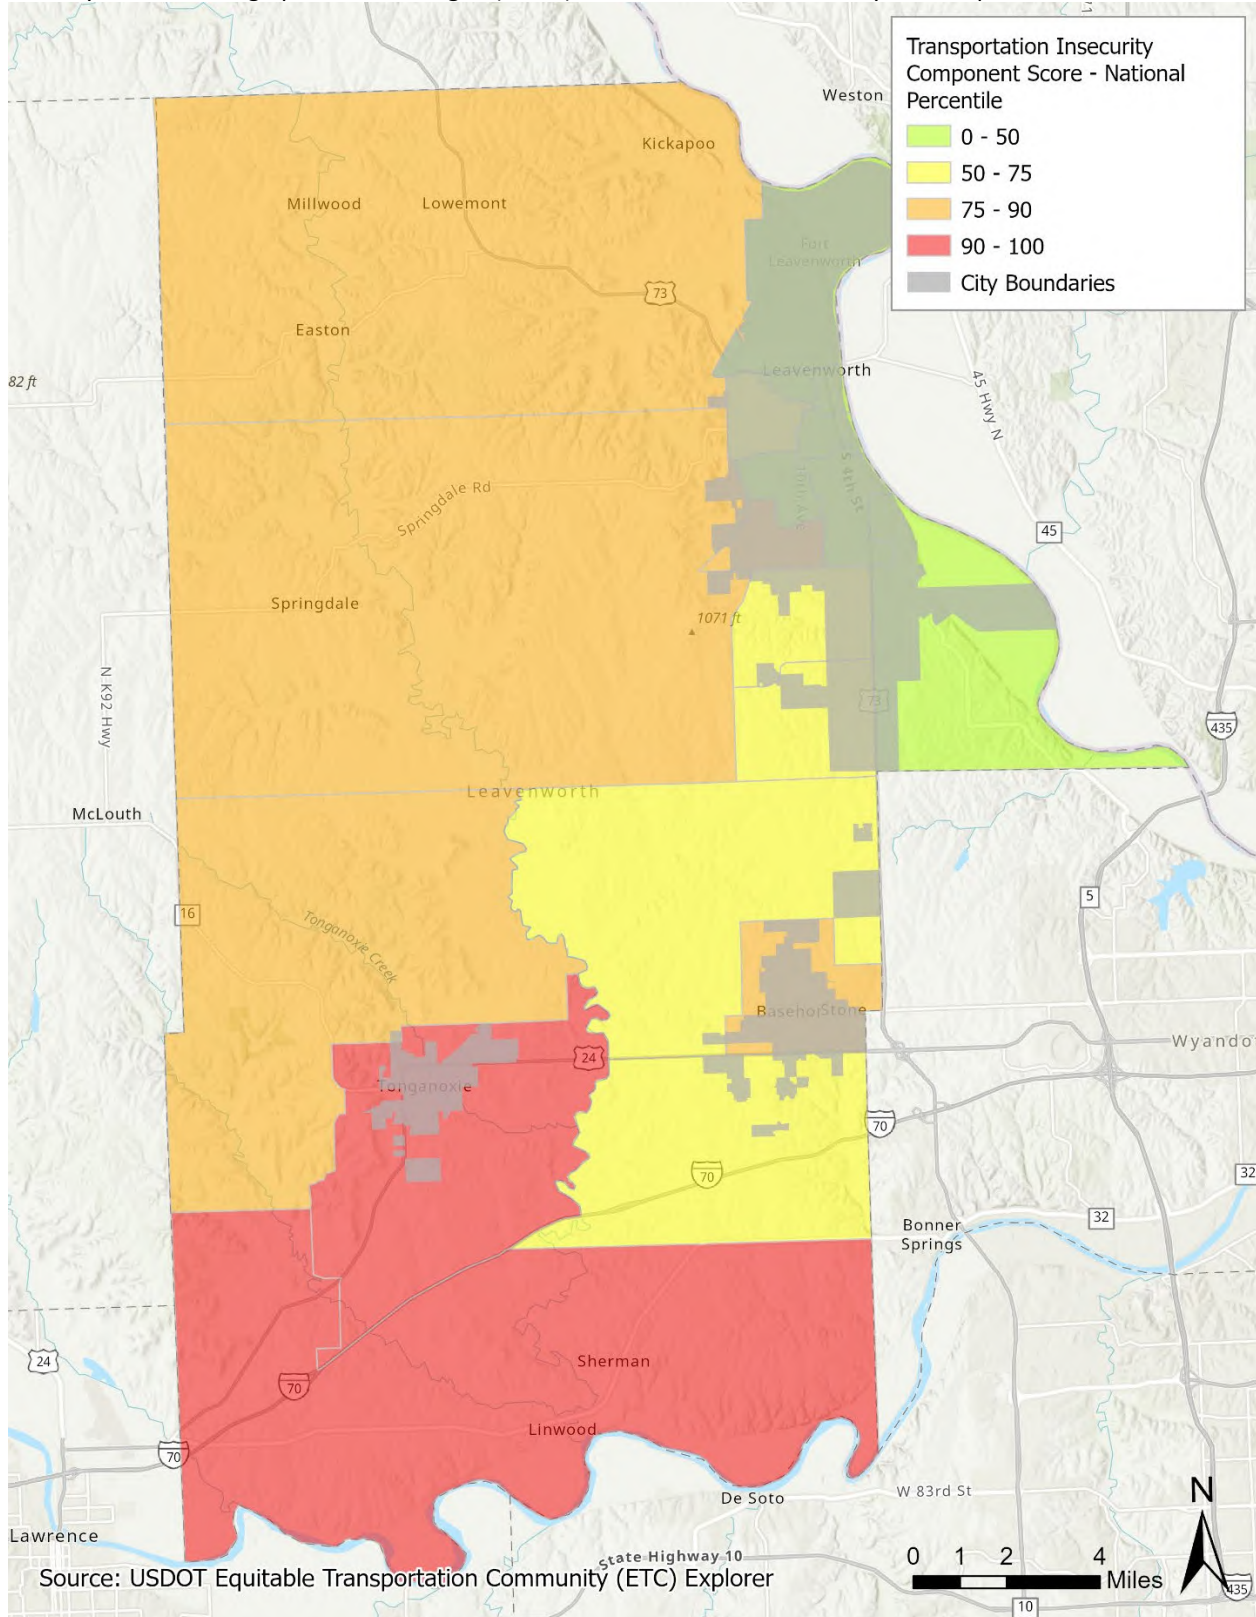 Transportation Insecurity
Component Score - National
Percentile
0 - 50
50 - 75
75 - 90
90 - 100
City Boundaries
Weston
Kickapoo
Millwood
Lowemont
Fort
Leavenworth
73
Easton
Leavenworth
82 ft
45 Hwy N
Springdale Rd
S 4th St
10th Ave
45
Springdale
1071 ft
N K92 Hwy
73
435
Leavenworth
McLouth
5
16
Tonganoxie
Creek
Basehor
Stone
24
Wyando
Tonganoxie
70
70
32
32
Bonner
Springs
24
Sherman
70
Linwood
70
De Soto
W 83rd St
N
Lawrence
State Highway 10
0 1 2 4
Miles
Source: USDOT Equitable Transportation Community (ETC) Explorer
435
10